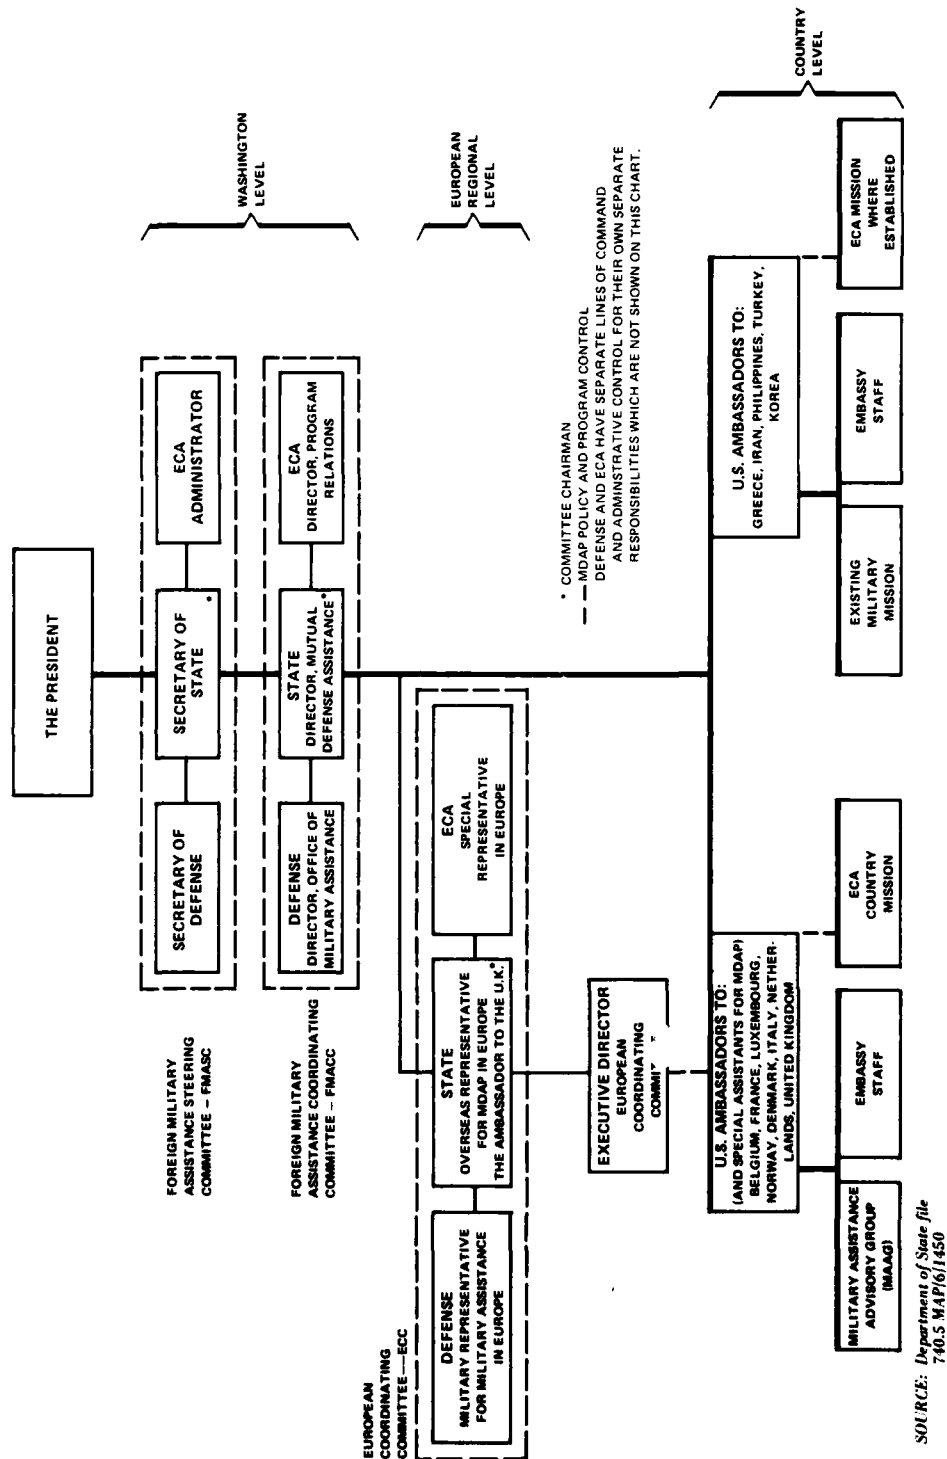 THE PRESIDENT
WASHINGTON
LEVEL
FOREIGN MILITARY
ASSISTANCE STEERING
COMMITTEE – FMASC
SECRETARY OF
DEFENSE
SECRETARY OF
STATE
*
ECA
ADMINISTRATOR
FOREIGN MILITARY
ASSISTANCE COORDINATING
COMMITTEE – FMACC
DEFENSE
DIRECTOR, OFFICE OF
MILITARY ASSISTANCE
STATE
DIRECTOR, MUTUAL
DEFENSE ASSISTANCE*
ECA
DIRECTOR, PROGRAM
RELATIONS
EUROPEAN
REGIONAL
LEVEL
EUROPEAN
COORDINATING
COMMITTEE––ECC
DEFENSE
MILITARY REPRESENTATIVE
FOR MILITARY ASSISTANCE
IN EUROPE
STATE
OVERSEAS REPRESENTATIVE
FOR MDAP IN EUROPE
THE AMBASSADOR TO THE U.K.*
ECA
SPECIAL
REPRESENTATIVE
IN EUROPE
* COMMITTEE CHAIRMAN
–– MDAP POLICY AND PROGRAM CONTROL
DEFENSE AND ECA HAVE SEPARATE LINES OF COMMAND
AND ADMINSTRATIVE CONTROL FOR THEIR OWN SEPARATE
RESPONSIBILITIES WHICH ARE NOT SHOWN ON THIS CHART.
EXECUTIVE DIRECTOR
EUROPEAN
COORDINATING
COUNTRY
LEVEL
U.S. AMBASSADORS TO:
(AND SPECIAL ASSISTANTS FOR MDAP)
BELGIUM, FRANCE, LUXEMBOURG,
NORWAY, DENMARK, ITALY, NETHER-
LANDS, UNITED KINGDOM
U.S. AMBASSADORS TO:
GREECE, IRAN, PHILIPPINES, TURKEY,
KOREA
MILITARY ASSISTANCE
ADVISORY GROUP
(MAAG)
EMBASSY
STAFF
ECA
COUNTRY
MISSION
EXISTING
MILITARY
MISSION
EMBASSY
STAFF
ECA MISSION
WHERE
ESTABLISHED
SOURCE: Department of State file
740.5 MAP/6/1450